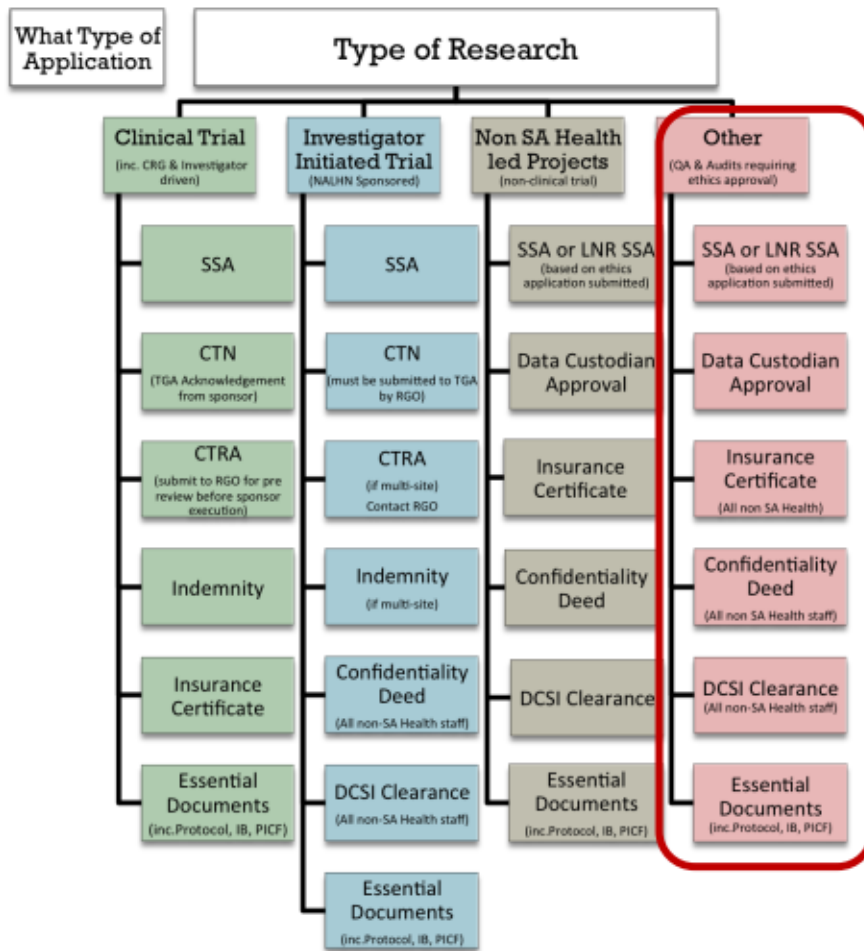 What Type of
Application
Type of Research
Clinical Trial
(inc. CRG & Investigator
driven)
SSA
CTN
(TGA Acknowledgement
from sponsor)
CTRA
(submit to RGO for pre
review before sponsor
execution)
Indemnity
Insurance
Certificate
Essential
Documents
(inc.Protocol, IB, PICF)
Investigator
Initiated Trial
(NALHN Sponsored)
SSA
CTN
(must be submitted to TGA
by RGO)
CTRA
(if multi-site)
Contact RGO
Indemnity
(if multi-site)
Confidentiality
Deed
(All non-SA Health staff)
DCSI Clearance
(All non-SA Health staff)
Essential
Documents
(inc.Protocol, IB, PICF)
Non SA Health
led Projects
(non-clinical trial)
SSA or LNR SSA
(based on ethics
application submitted)
Data Custodian
Approval
Insurance
Certificate
Confidentiality
Deed
DCSI Clearance
Essential
Documents
(inc.Protocol, IB, PICF)
Other
(QA & Audits requiring
ethics approval)
SSA or LNR SSA
(based on ethics
application submitted)
Data Custodian
Approval
Insurance
Certificate
(All non SA Health)
Confidentiality
Deed
(All non SA Health staff)
DCSI Clearance
(All non-SA Health staff)
Essential
Documents
(inc.Protocol, IB, PICF)